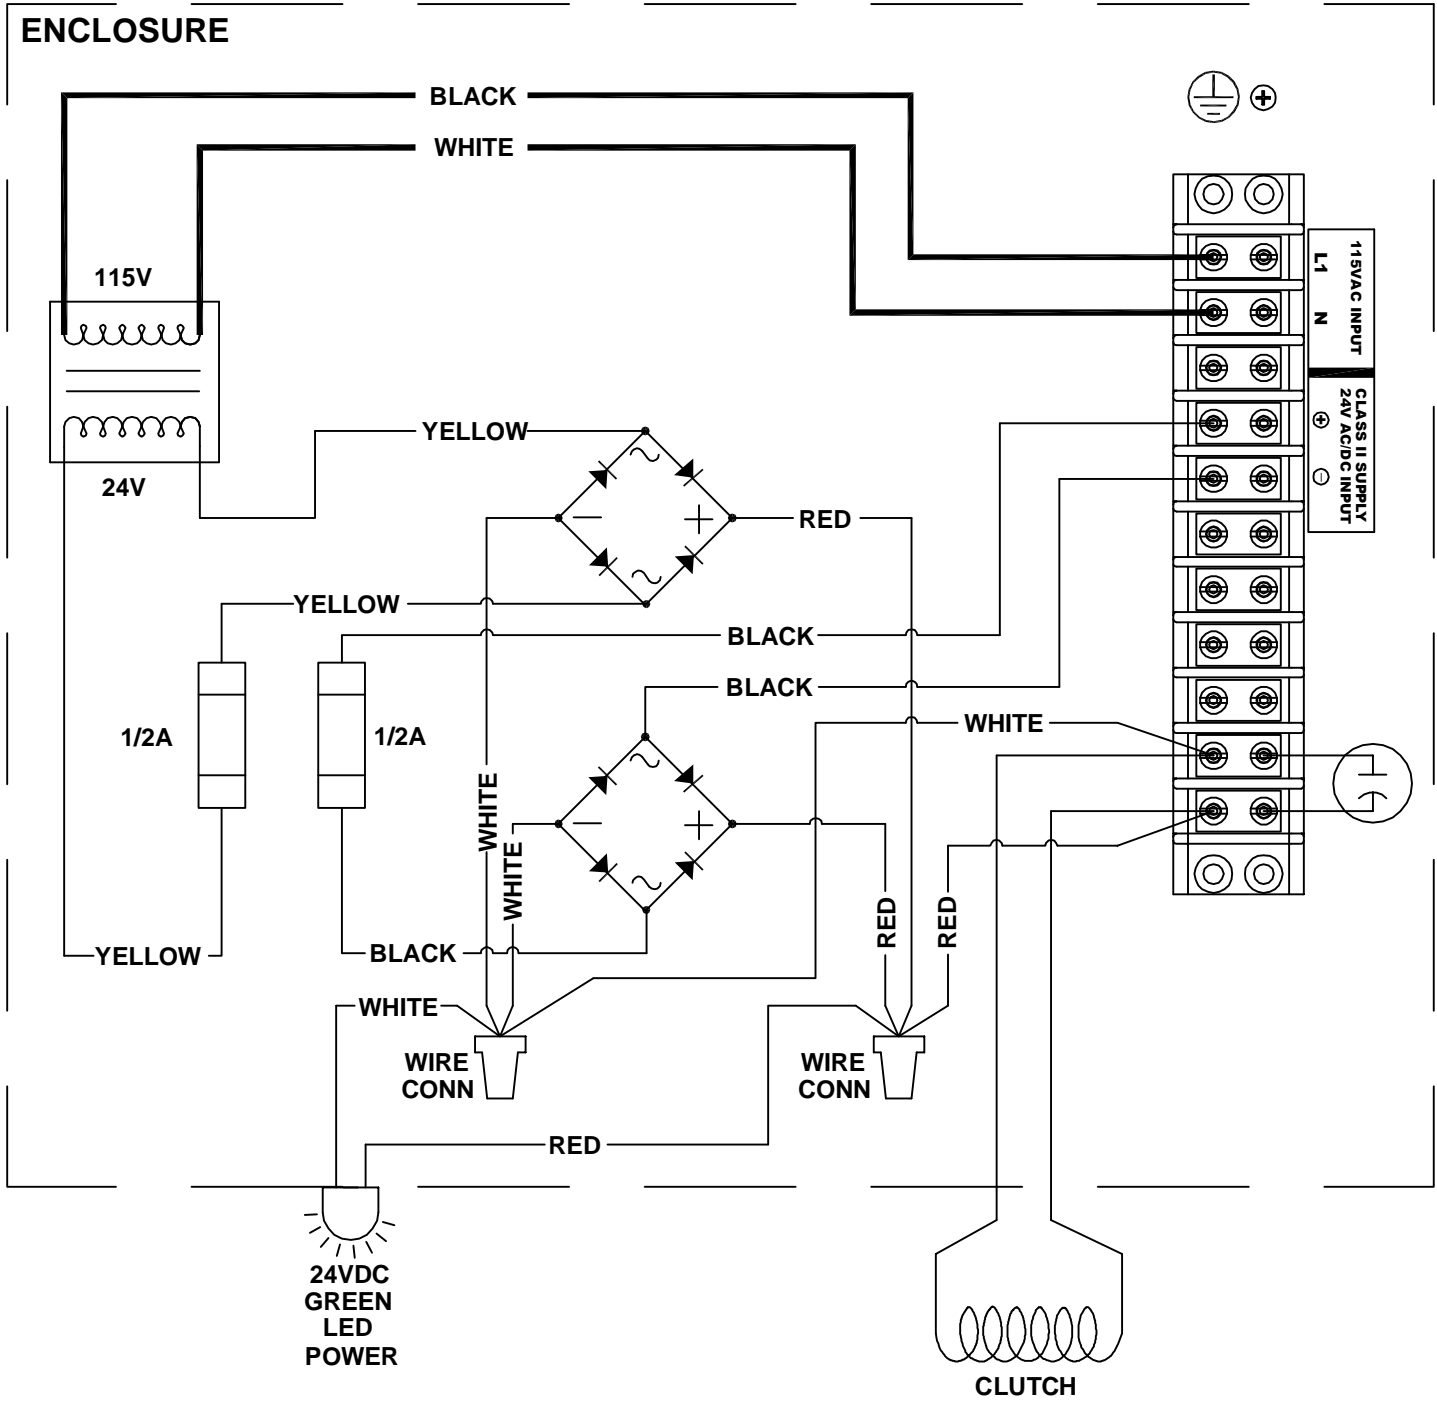 ENCLOSURE
BLACK
WHITE
115V
115VAC INPUT
L1
N
24V
YELLOW
CLASS II SUPPLY
24V AC/DC INPUT
RED
YELLOW
BLACK
BLACK
WHITE
1/2A
1/2A
WHITE
WHITE
RED
RED
YELLOW
BLACK
WHITE
WIRE
CONN
WIRE
CONN
RED
24VDC
GREEN
LED
POWER
CLUTCH